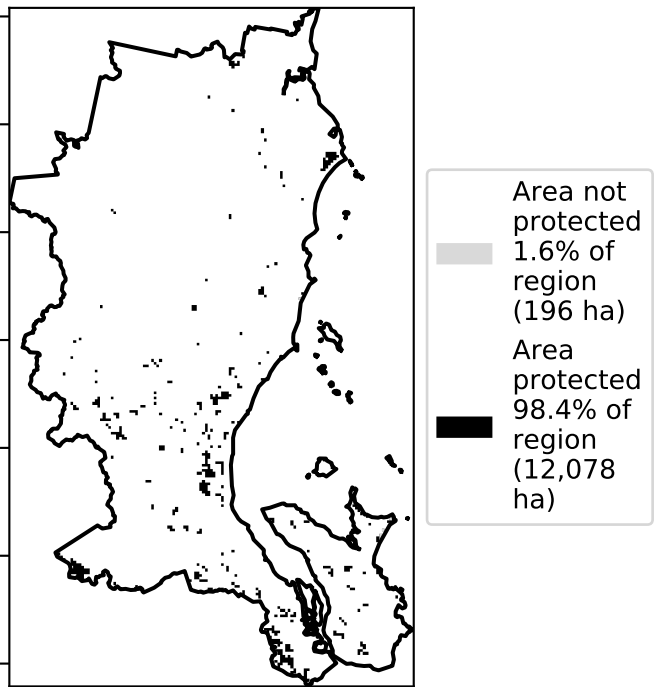 Area not
protected
1.6% of
region
(196 ha)
Area
protected
98.4% of
region
(12,078
ha)